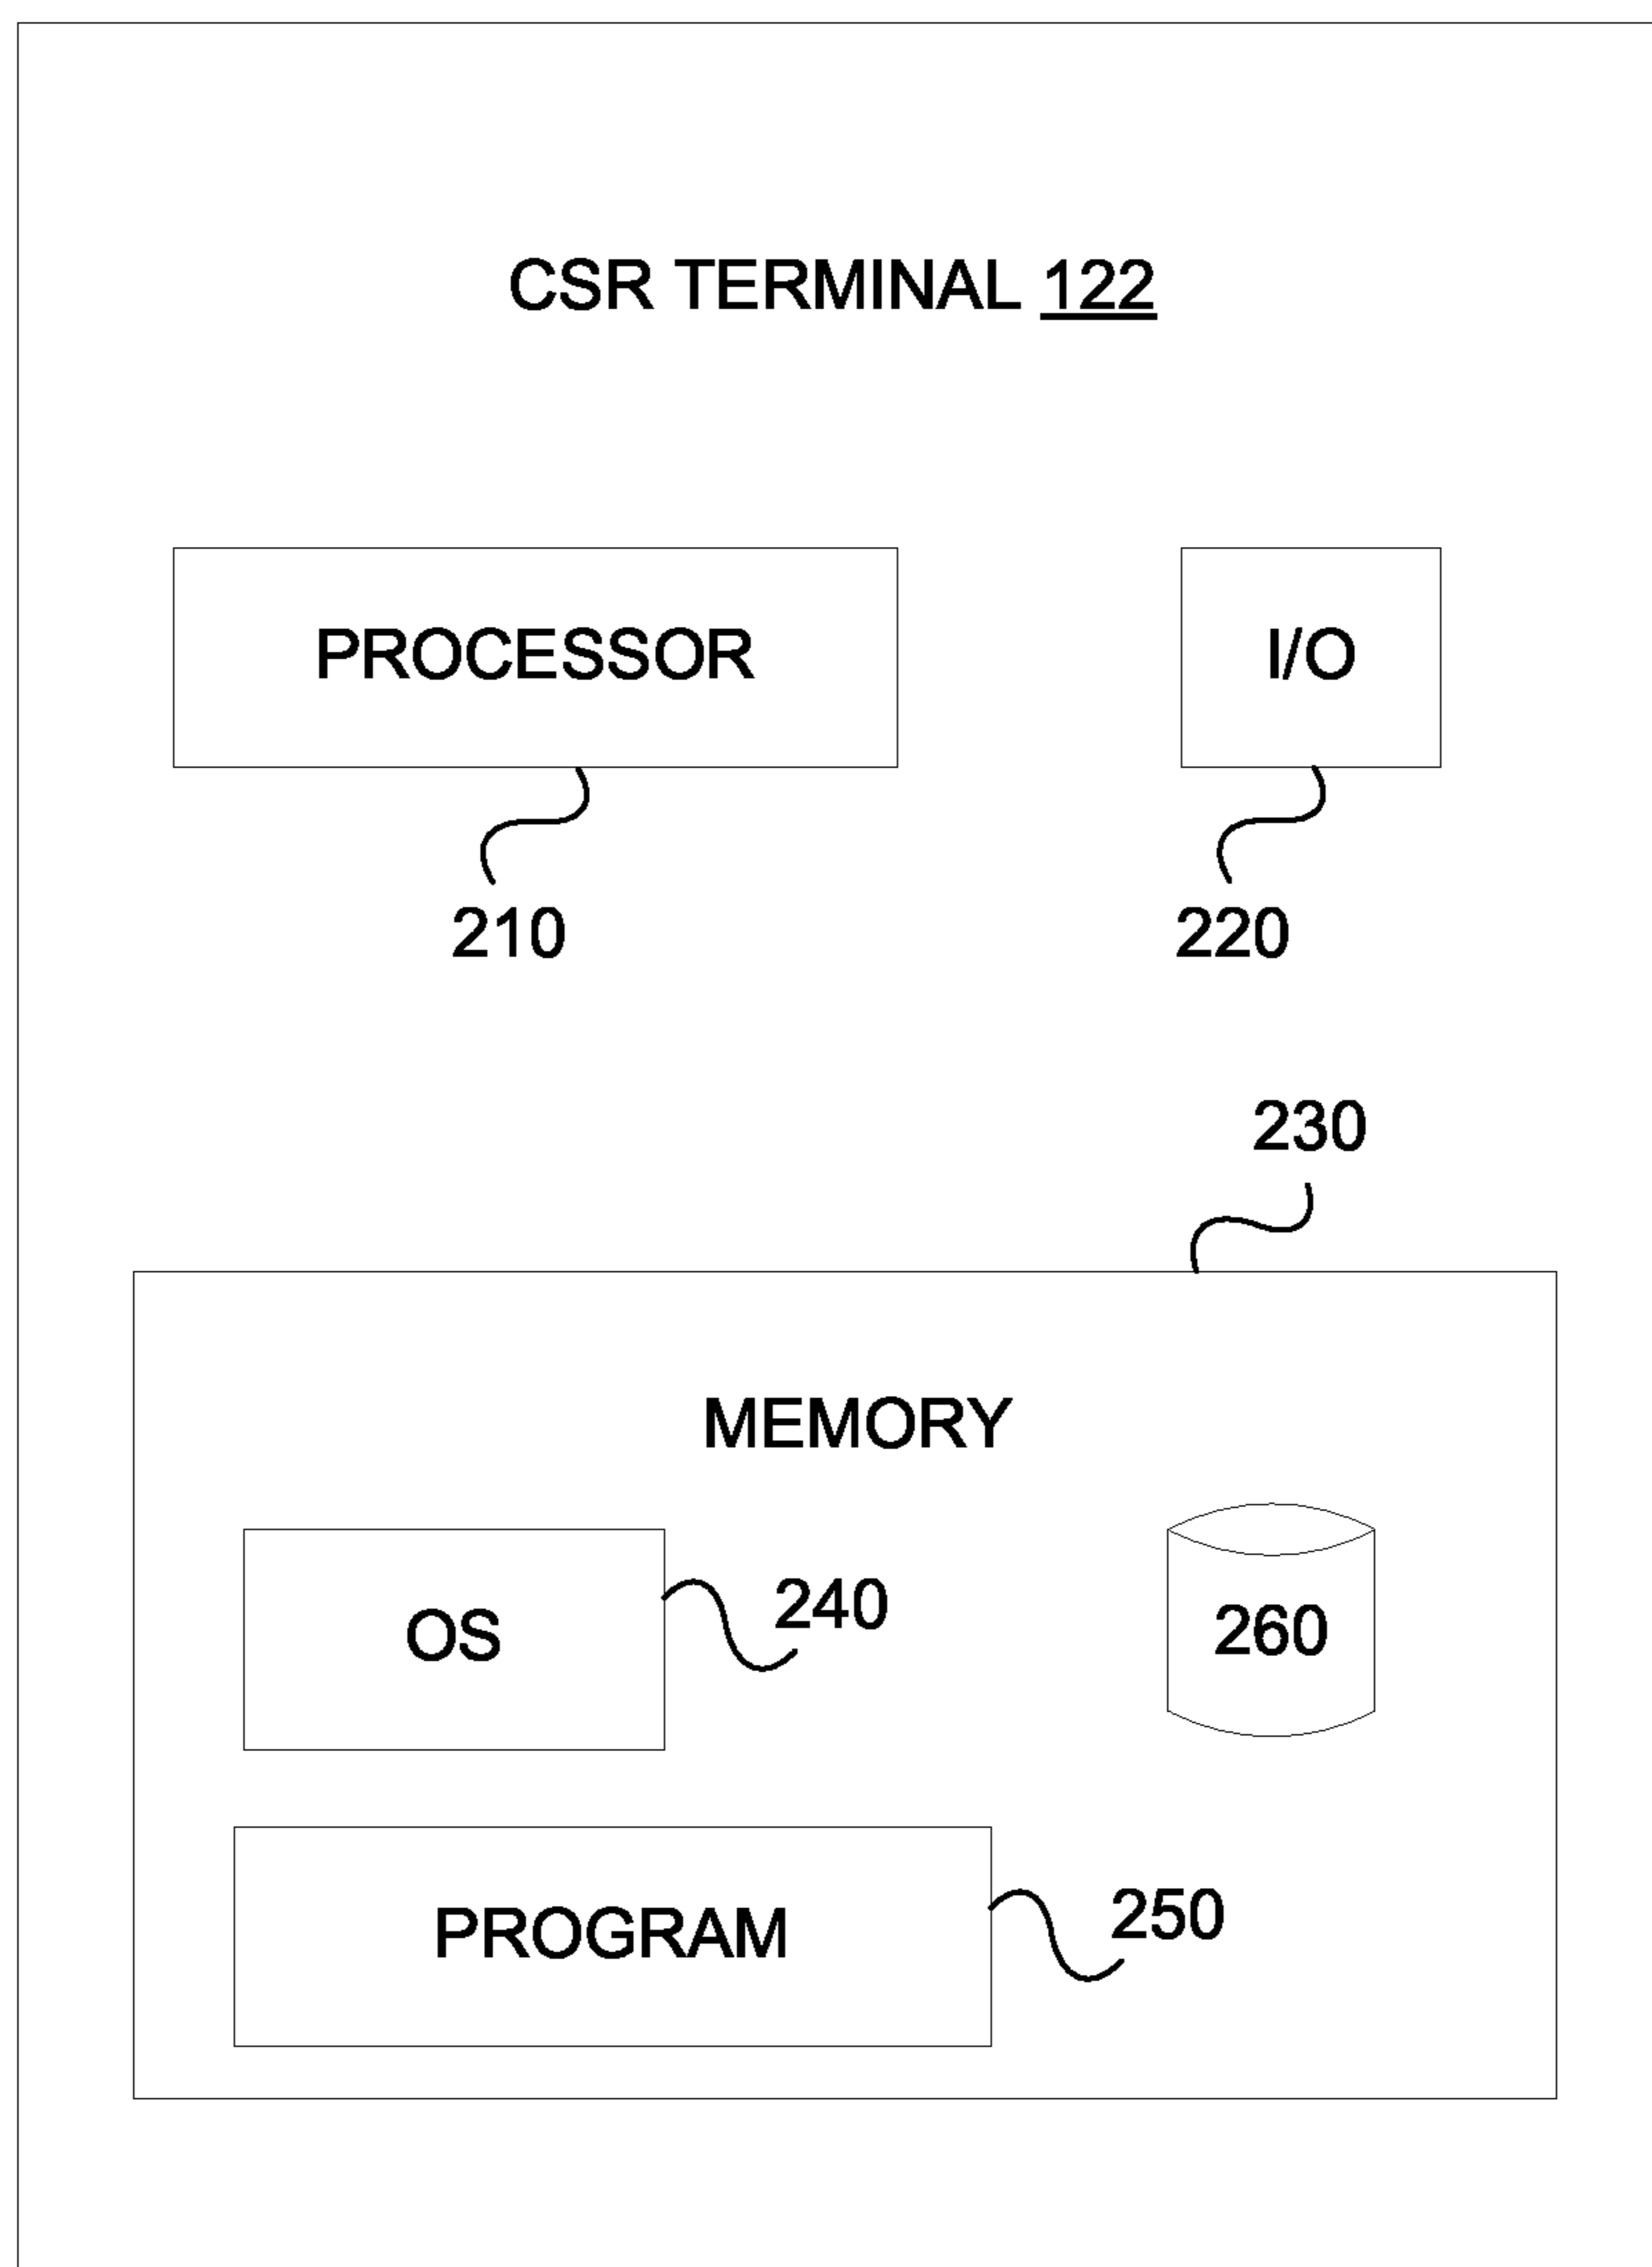 CSR TERMINAL 122
PROCESSOR
I/O
210
220
230
MEMORY
OS
240
260
PROGRAM
250